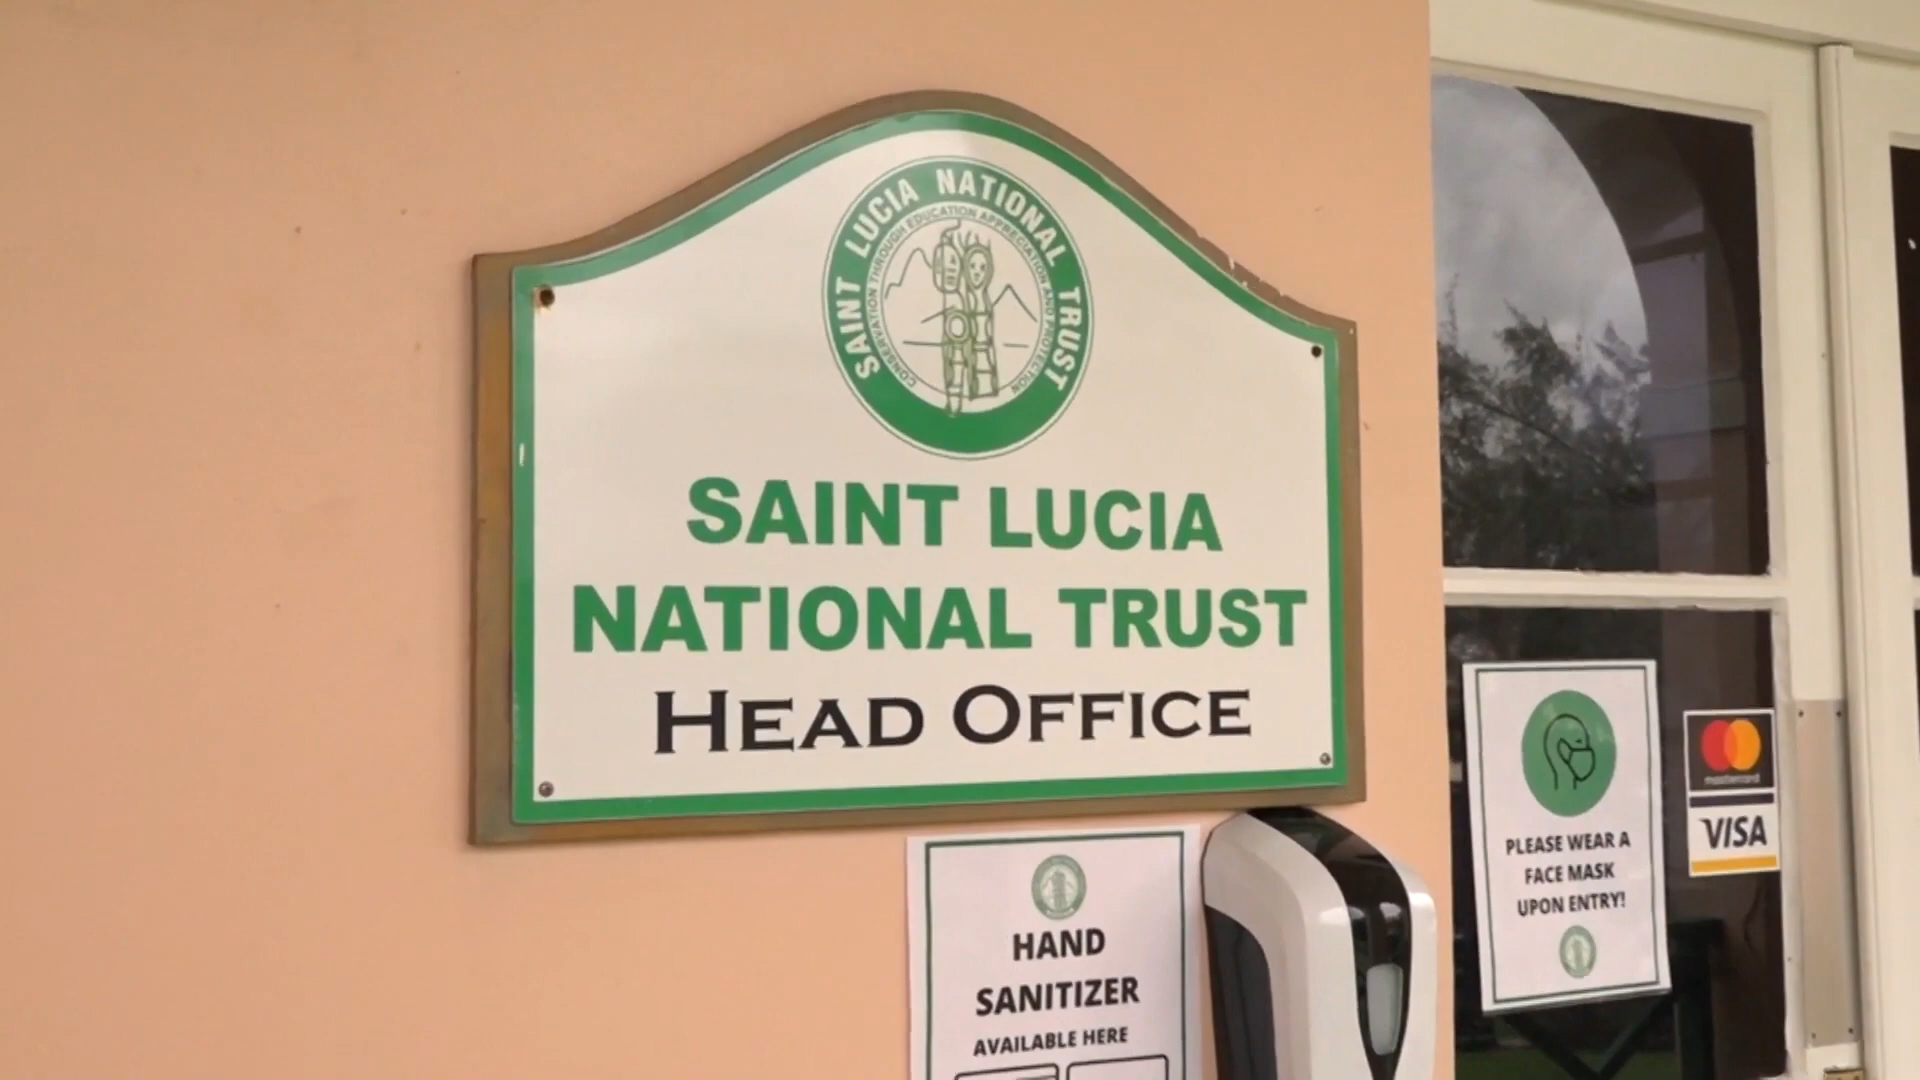 SAINT LUCIA NATIONAL TRUST
CONSERVATION THROUGH EDUCATION APPRECIATION AND PROTECTION
SAINT LUCIA
NATIONAL TRUST
HEAD OFFICE
HAND
SANITIZER
AVAILABLE HERE
PLEASE WEAR A
FACE MASK
UPON ENTRY!
mastercard
VISA